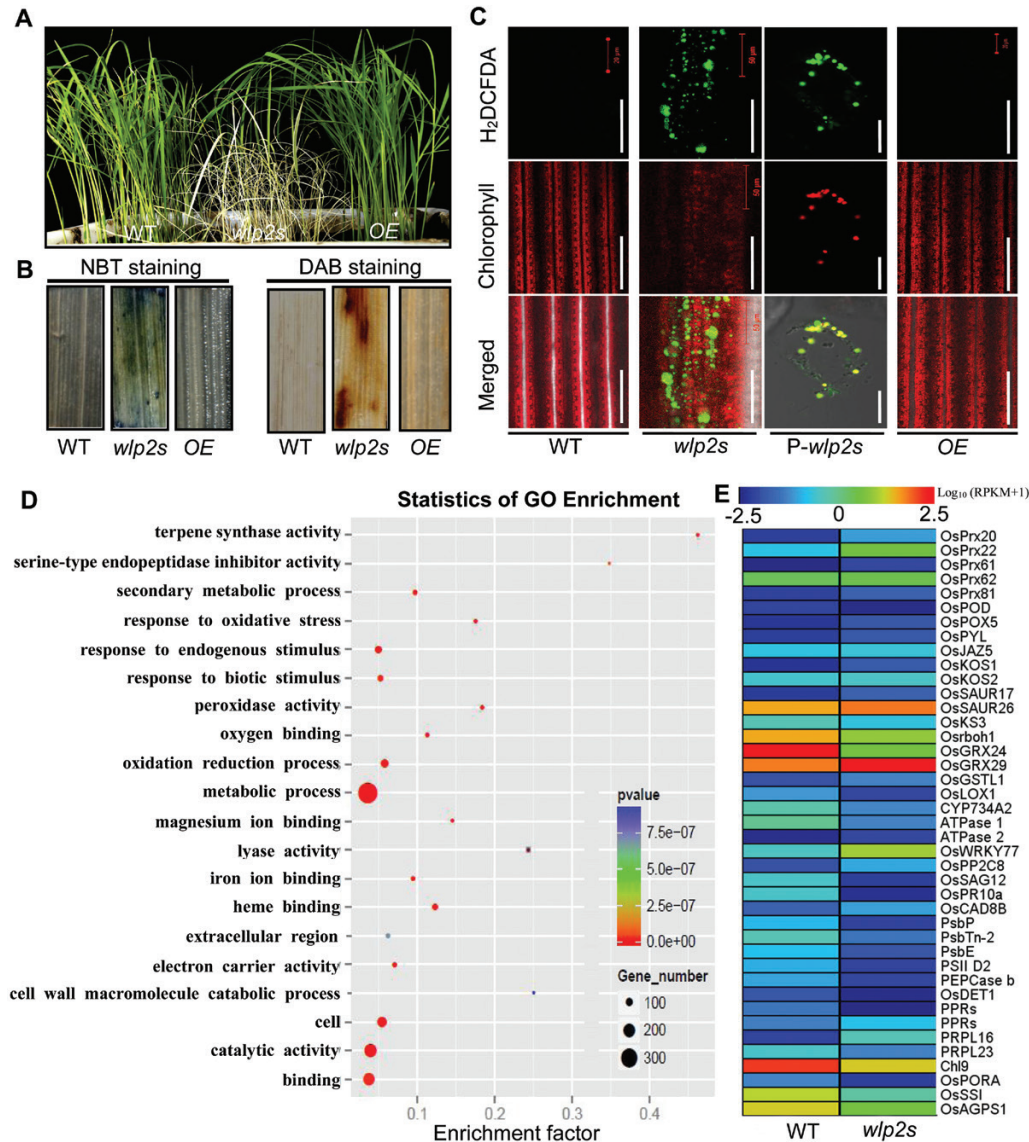 A
WT
wlp2s
OE
B
NBT staining
DAB staining
WT
wlp2s
OE
WT
wlp2s
OE
C
H₂DCFDA
Chlorophyll
Merged
50 µm
50 µm
WT
wlp2s
P-wlp2s
OE
D
Statistics of GO Enrichment
terpene synthase activity
serine-type endopeptidase inhibitor activity
secondary metabolic process
response to oxidative stress
response to endogenous stimulus
response to biotic stimulus
peroxidase activity
oxygen binding
oxidation reduction process
metabolic process
magnesium ion binding
lyase activity
iron ion binding
heme binding
extracellular region
electron carrier activity
cell wall macromolecule catabolic process
cell
catalytic activity
binding
pvalue
7.5e-07
5.0e-07
2.5e-07
0.0e+00
Gene_number
100
200
300
0.1
0.2
0.3
0.4
Enrichment factor
E
Log₁₀ (RPKM+1)
-2.5
0
2.5
OsPrx20
OsPrx22
OsPrx61
OsPrx62
OsPrx81
OsPOD
OsPOX5
OsPYL
OsJAZ5
OsKOS1
OsKOS2
OsSAUR17
OsSAUR26
OsKS3
Osrboh1
OsGRX24
OsGRX29
OsGSTL1
OsLOX1
CYP734A2
ATPase 1
ATPase 2
OsWRKY77
OsPP2C8
OsSAG12
OsPR10a
OsCAD8B
PsbP
PsbTn-2
PsbE
PSII D2
PEPCase b
OsDET1
PPRs
PPRs
PRPL16
PRPL23
Chl9
OsPORA
OsSSI
OsAGPS1
WT
wlp2s